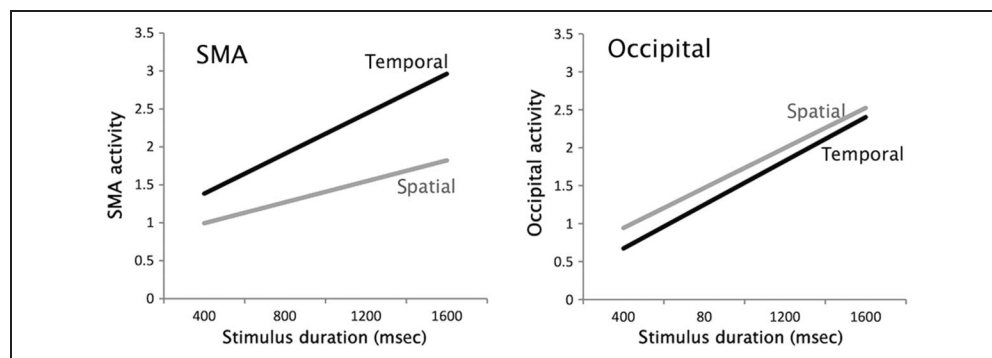 SMA
SMA activity
3.5
3
2.5
2
1.5
1
0.5
0
Temporal
Spatial
400 800 1200 1600
Stimulus duration (msec)
Occipital
Occipital activity
3.5
3
2.5
2
1.5
1
0.5
0
Spatial
Temporal
400 80 1200 1600
Stimulus duration (msec)